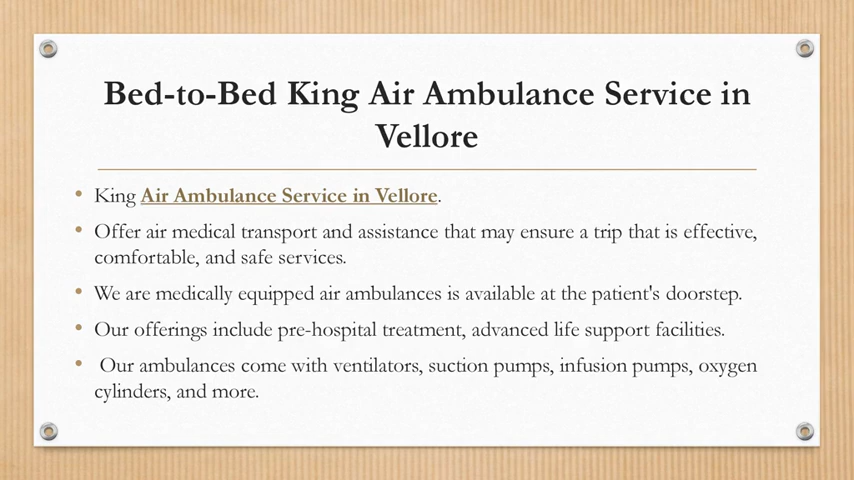 Bed-to-Bed King Air Ambulance Service in
Vellore
• King Air Ambulance Service in Vellore.
• Offer air medical transport and assistance that may ensure a trip that is effective,
comfortable, and safe services.
• We are medically equipped air ambulances is available at the patient's doorstep.
• Our offerings include pre-hospital treatment, advanced life support facilities.
• Our ambulances come with ventilators, suction pumps, infusion pumps, oxygen
cylinders, and more.